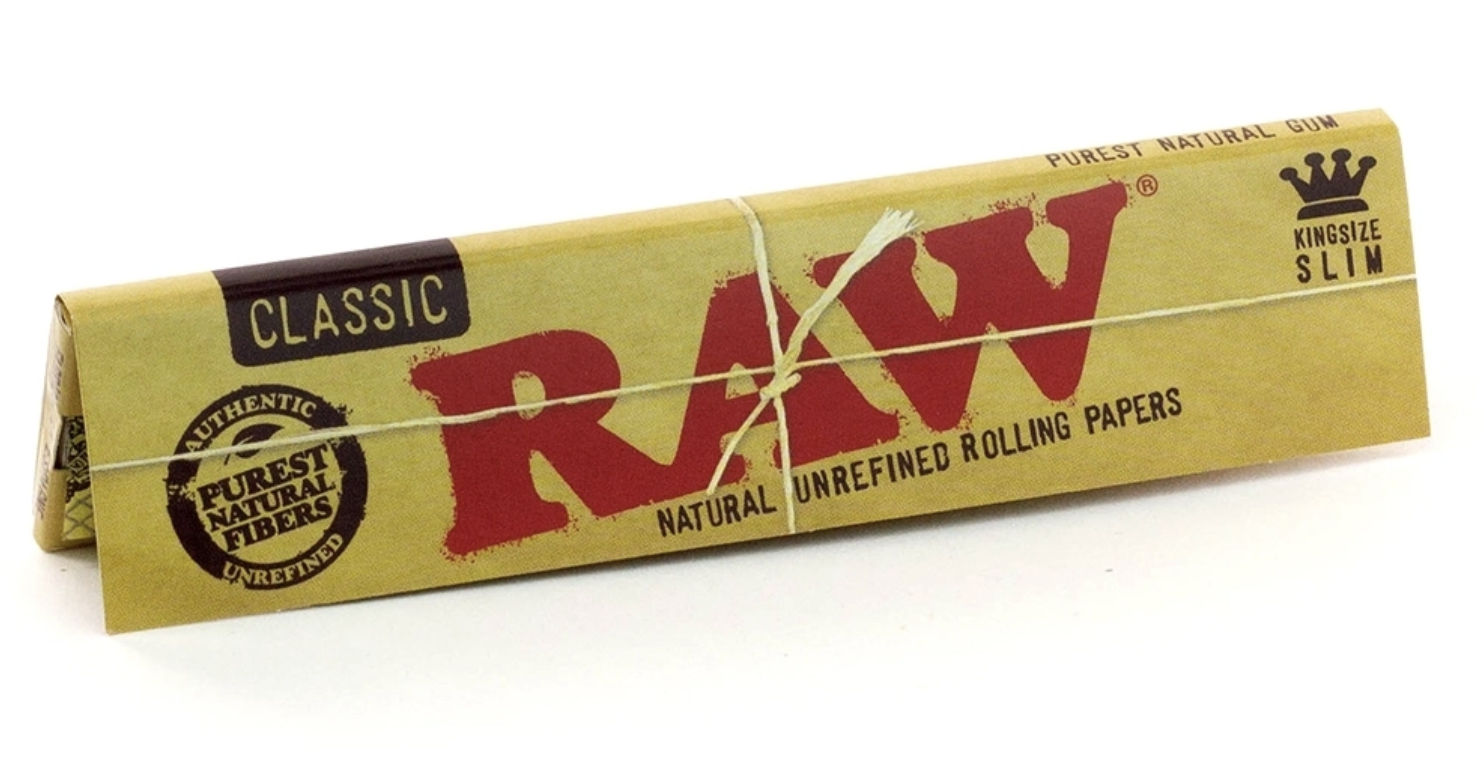 PUREST NATURAL GUM
CLASSIC
RAW®
KINGSIZE
SLIM
NATURAL UNREFINED ROLLING PAPERS
AUTHENTIC
PUREST
NATURAL
FIBERS
UNREFINED